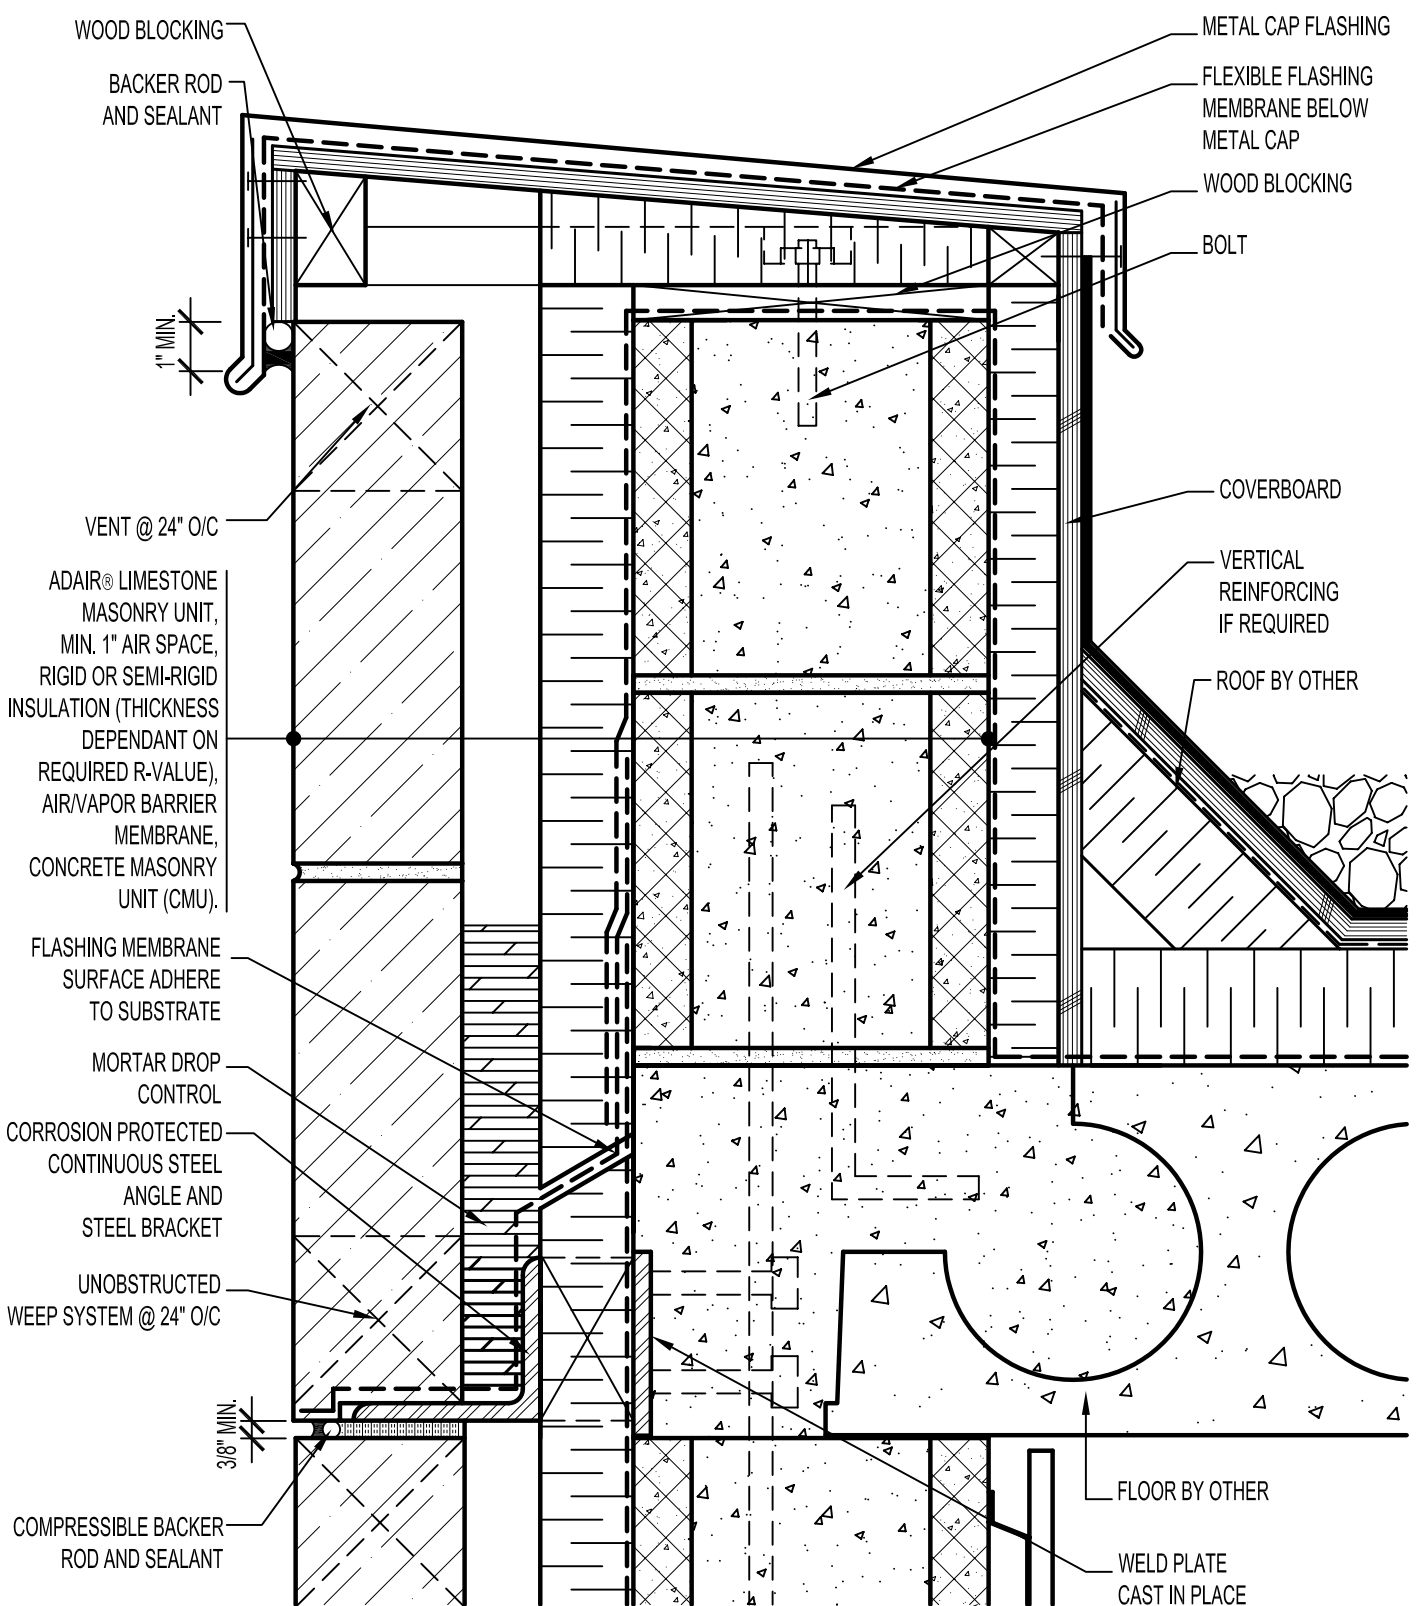 WOOD BLOCKING
BACKER ROD
AND SEALANT
1" MIN.
VENT @ 24" O/C
ADAIR® LIMESTONE
MASONRY UNIT,
MIN. 1" AIR SPACE,
RIGID OR SEMI-RIGID
INSULATION (THICKNESS
DEPENDANT ON
REQUIRED R-VALUE),
AIR/VAPOR BARRIER
MEMBRANE,
CONCRETE MASONRY
UNIT (CMU).
FLASHING MEMBRANE
SURFACE ADHERE
TO SUBSTRATE
MORTAR DROP
CONTROL
CORROSION PROTECTED
CONTINUOUS STEEL
ANGLE AND
STEEL BRACKET
UNOBSTRUCTED
WEEP SYSTEM @ 24" O/C
3/8" MIN.
COMPRESSIBLE BACKER
ROD AND SEALANT
METAL CAP FLASHING
FLEXIBLE FLASHING
MEMBRANE BELOW
METAL CAP
WOOD BLOCKING
BOLT
COVERBOARD
VERTICAL
REINFORCING
IF REQUIRED
ROOF BY OTHER
FLOOR BY OTHER
WELD PLATE
CAST IN PLACE